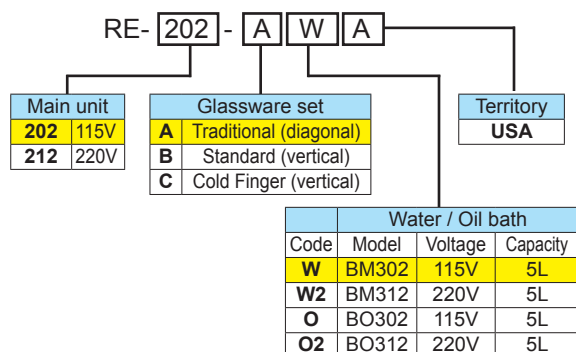 RE- 202 - A W A
Main unit
202 115V
212 220V
Glassware set
A Traditional (diagonal)
B Standard (vertical)
C Cold Finger (vertical)
Territory
USA
Water / Oil bath
Code Model Voltage Capacity
W BM302 115V 5L
W2 BM312 220V 5L
O BO302 115V 5L
O2 BO312 220V 5L